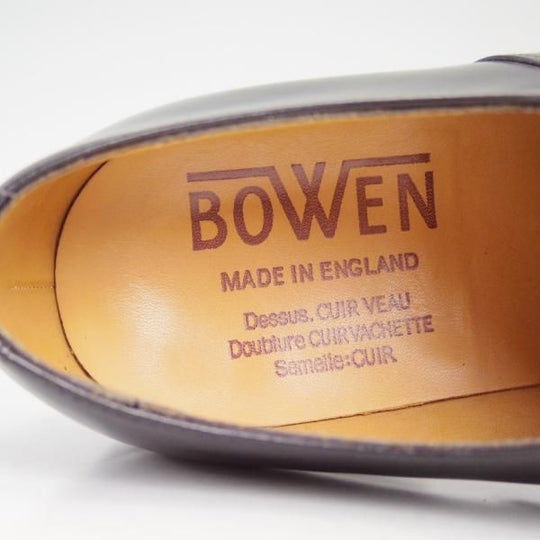 BOWEN
MADE IN ENGLAND
Dessus. CUIR VEAU
Doublure CUIR VACHETTE
Semelle: CUIR